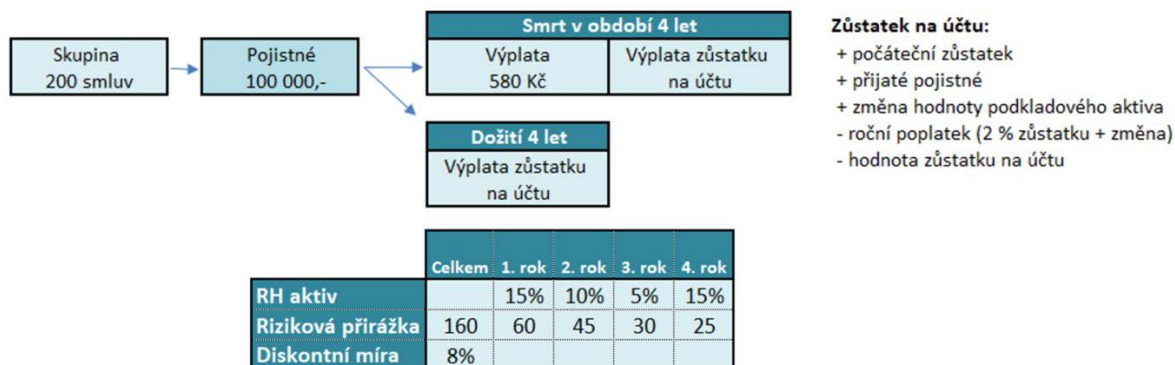 Skupina
200 smluv
Pojistné
100 000,-
Smrt v období 4 let
Výplata
580 Kč
Výplata zůstatku
na účtu
Dožití 4 let
Výplata zůstatku
na účtu
Zůstatek na účtu:
+ počáteční zůstatek
+ přijaté pojistné
+ změna hodnoty podkladového aktiva
- roční poplatek (2 % zůstatku + změna)
- hodnota zůstatku na účtu
Celkem 1. rok 2. rok 3. rok 4. rok
RH aktiv 15% 10% 5% 15%
Riziková přirážka 160 60 45 30 25
Diskontní míra 8%